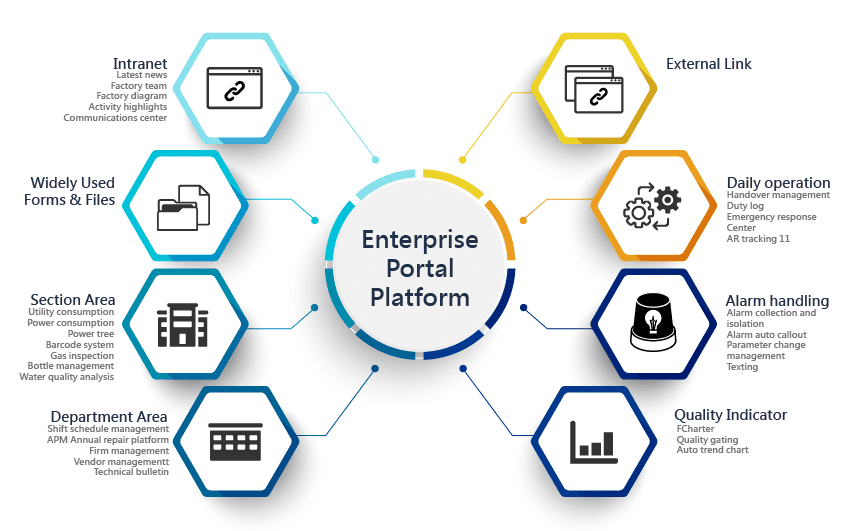 Intranet
Latest news
Factory team
Factory diagram
Activity highlights
Communications center
Widely Used
Forms & Files
Section Area
Utility consumption
Power consumption
Power tree
Barcode system
Gas inspection
Bottle management
Water quality analysis
Department Area
Shift schedule management
APM Annual repair platform
Firm management
Vendor managementt
Technical bulletin
Enterprise
Portal
Platform
External Link
Daily operation
Handover management
Duty log
Emergency response
Center
AR tracking 11
Alarm handling
Alarm collection and
isolation
Alarm auto callout
Parameter change
management
Texting
Quality Indicator
FCharter
Quality gating
Auto trend chart